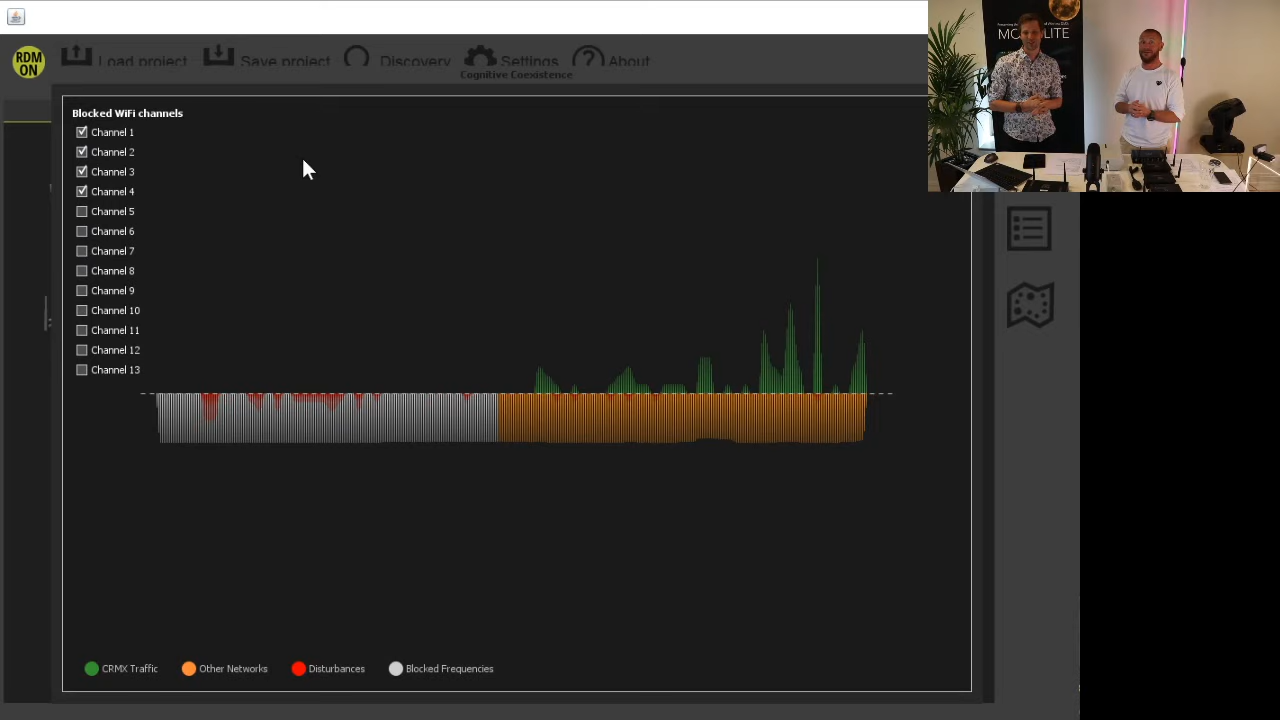 RDM
ON
Load project
Save project
Discovery
Settings
About
Cognitive Coexistence
Blocked WiFi channels
Channel 1
Channel 2
Channel 3
Channel 4
Channel 5
Channel 6
Channel 7
Channel 8
Channel 9
Channel 10
Channel 11
Channel 12
Channel 13
CRMX Traffic
Other Networks
Disturbances
Blocked Frequencies